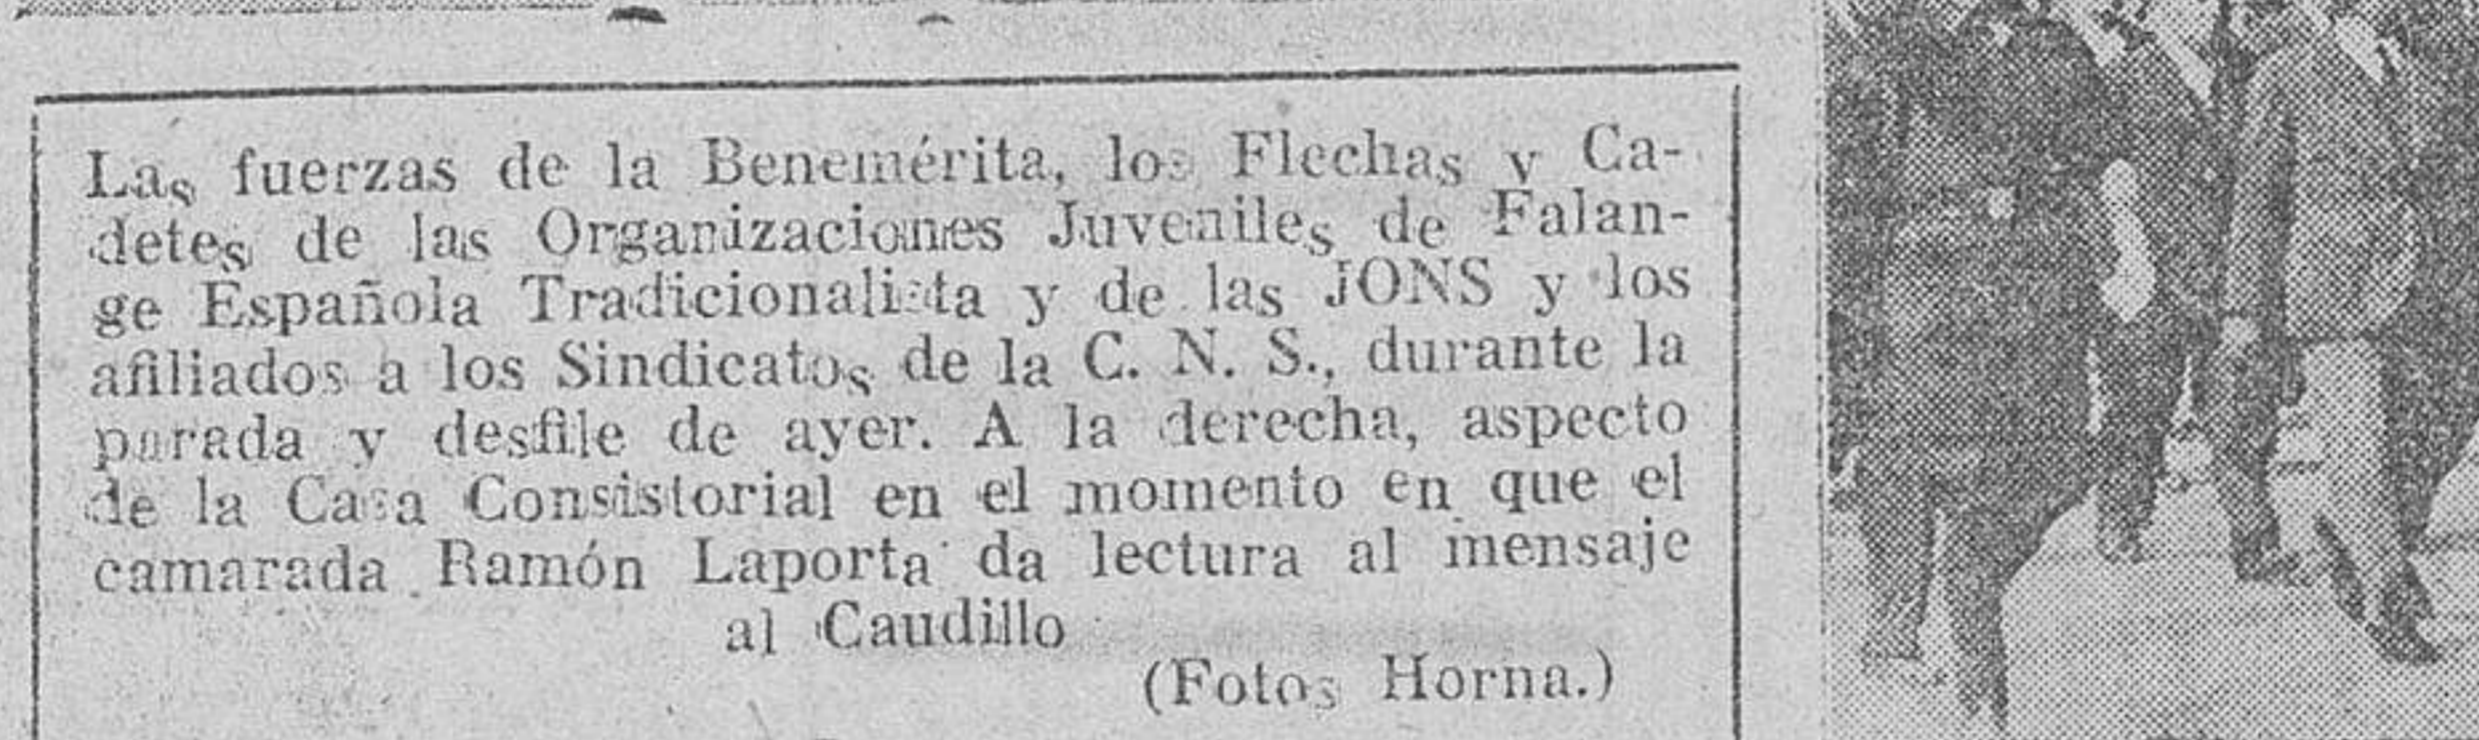 Las fuerzas de la Benemérita, los Flechas y Ca-
detes de las Organizaciones Juveniles de Falan-
ge Española Tradicionalista y de las JONS y los
afiliados a los Sindicatos de la C. N. S., durante la
parada y desfile de ayer. A la derecha, aspecto
de la Casa Consistorial en el momento en que el
camarada Ramón Laporta da lectura al mensaje
al Caudillo
(Fotos Horna.)